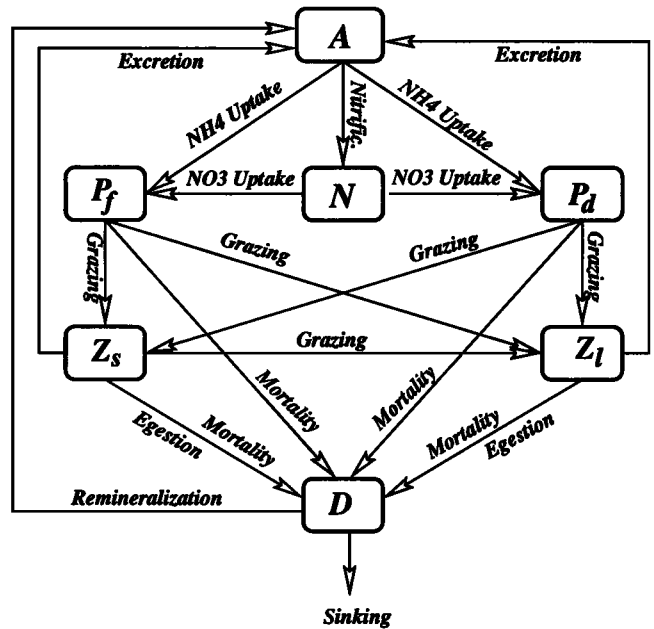 A
Excretion
Excretion
NH4 Uptake
Nitrific.
NH4 Uptake
P_f
NO3 Uptake
N
NO3 Uptake
P_d
Grazing
Grazing
Grazing
Grazing
Z_s
Grazing
Z_l
Mortality
Mortality
Egestion
Mortality
Mortality
Egestion
Remineralization
D
Sinking